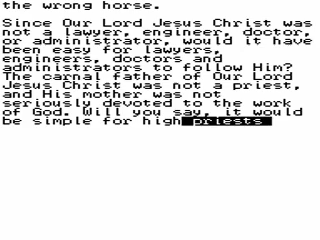 the wrong horse.
Since Our Lord Jesus Christ was
not a lawyer, engineer, doctor,
or administrator, would it have
been easy for lawyers,
engineers, doctors and
administrators to follow Him?
The carnal father of Our Lord
Jesus Christ was not a priest,
and His mother was not
seriously devoted to the work
of God. Will you say, it would
be simple for high priests